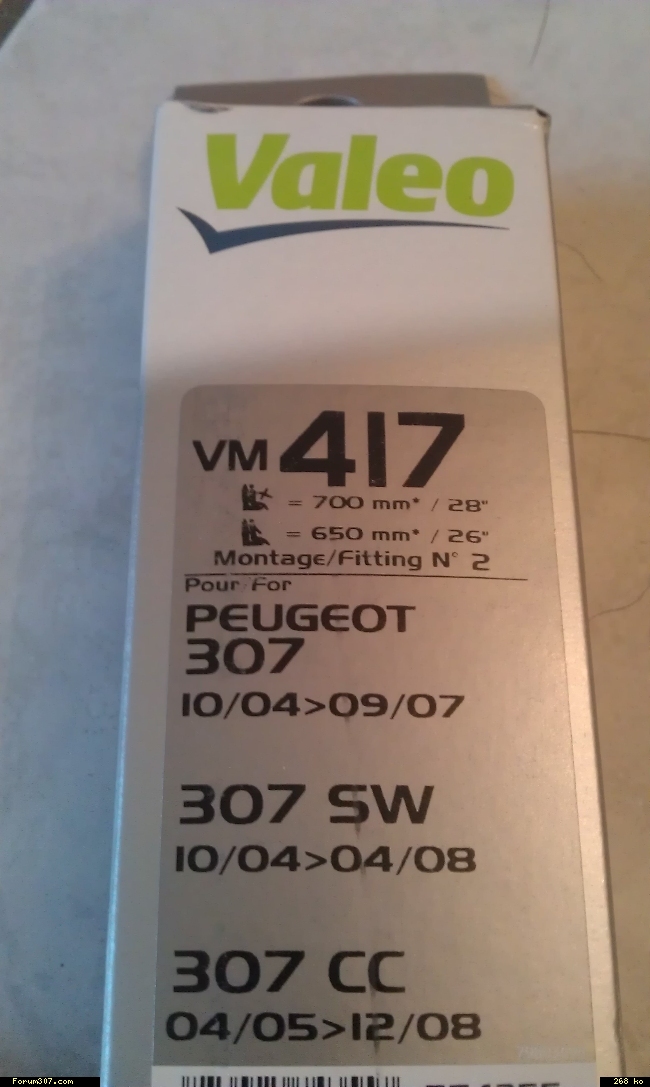 Valeo
VM 417
= 700 mm* / 28"
= 650 mm* / 26"
Montage/Fitting N° 2
Pour For
PEUGEOT
307
10/04>09/07
307 SW
10/04>04/08
307 CC
04/05>12/08
Forum307.com
268 ko